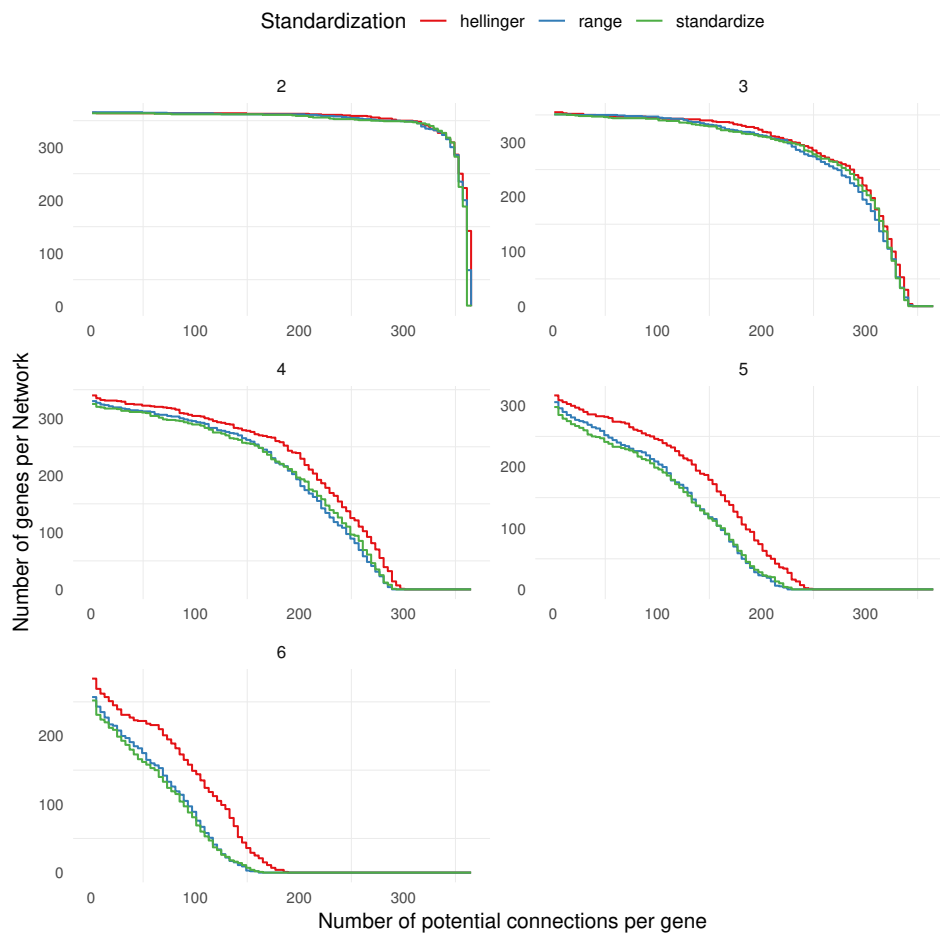 Standardization hellinger range standardize
2 3
300 300
200 200
100 100
0 0
0 100 200 300 0 100 200 300
4 5
300 300
200 200
100 100
0 0
0 100 200 300 0 100 200 300
6
200
100
0
0 100 200 300
Number of genes per Network
Number of potential connections per gene